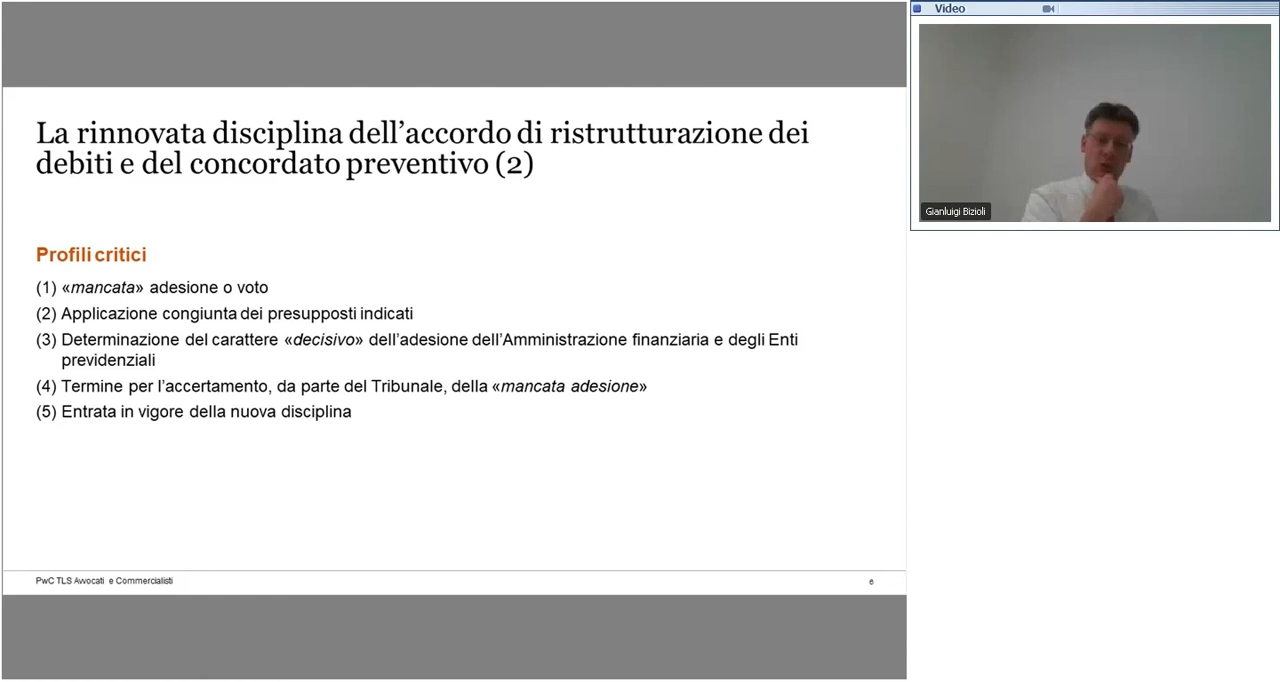 La rinnovata disciplina dell’accordo di ristrutturazione dei
debiti e del concordato preventivo (2)
Profili critici
(1) «mancata» adesione o voto
(2) Applicazione congiunta dei presupposti indicati
(3) Determinazione del carattere «decisivo» dell’adesione dell’Amministrazione finanziaria e degli Enti
previdenziali
(4) Termine per l’accertamento, da parte del Tribunale, della «mancata adesione»
(5) Entrata in vigore della nuova disciplina
PwC TLS Avvocati e Commercialisti
6
Video
Gianluigi Bizioli